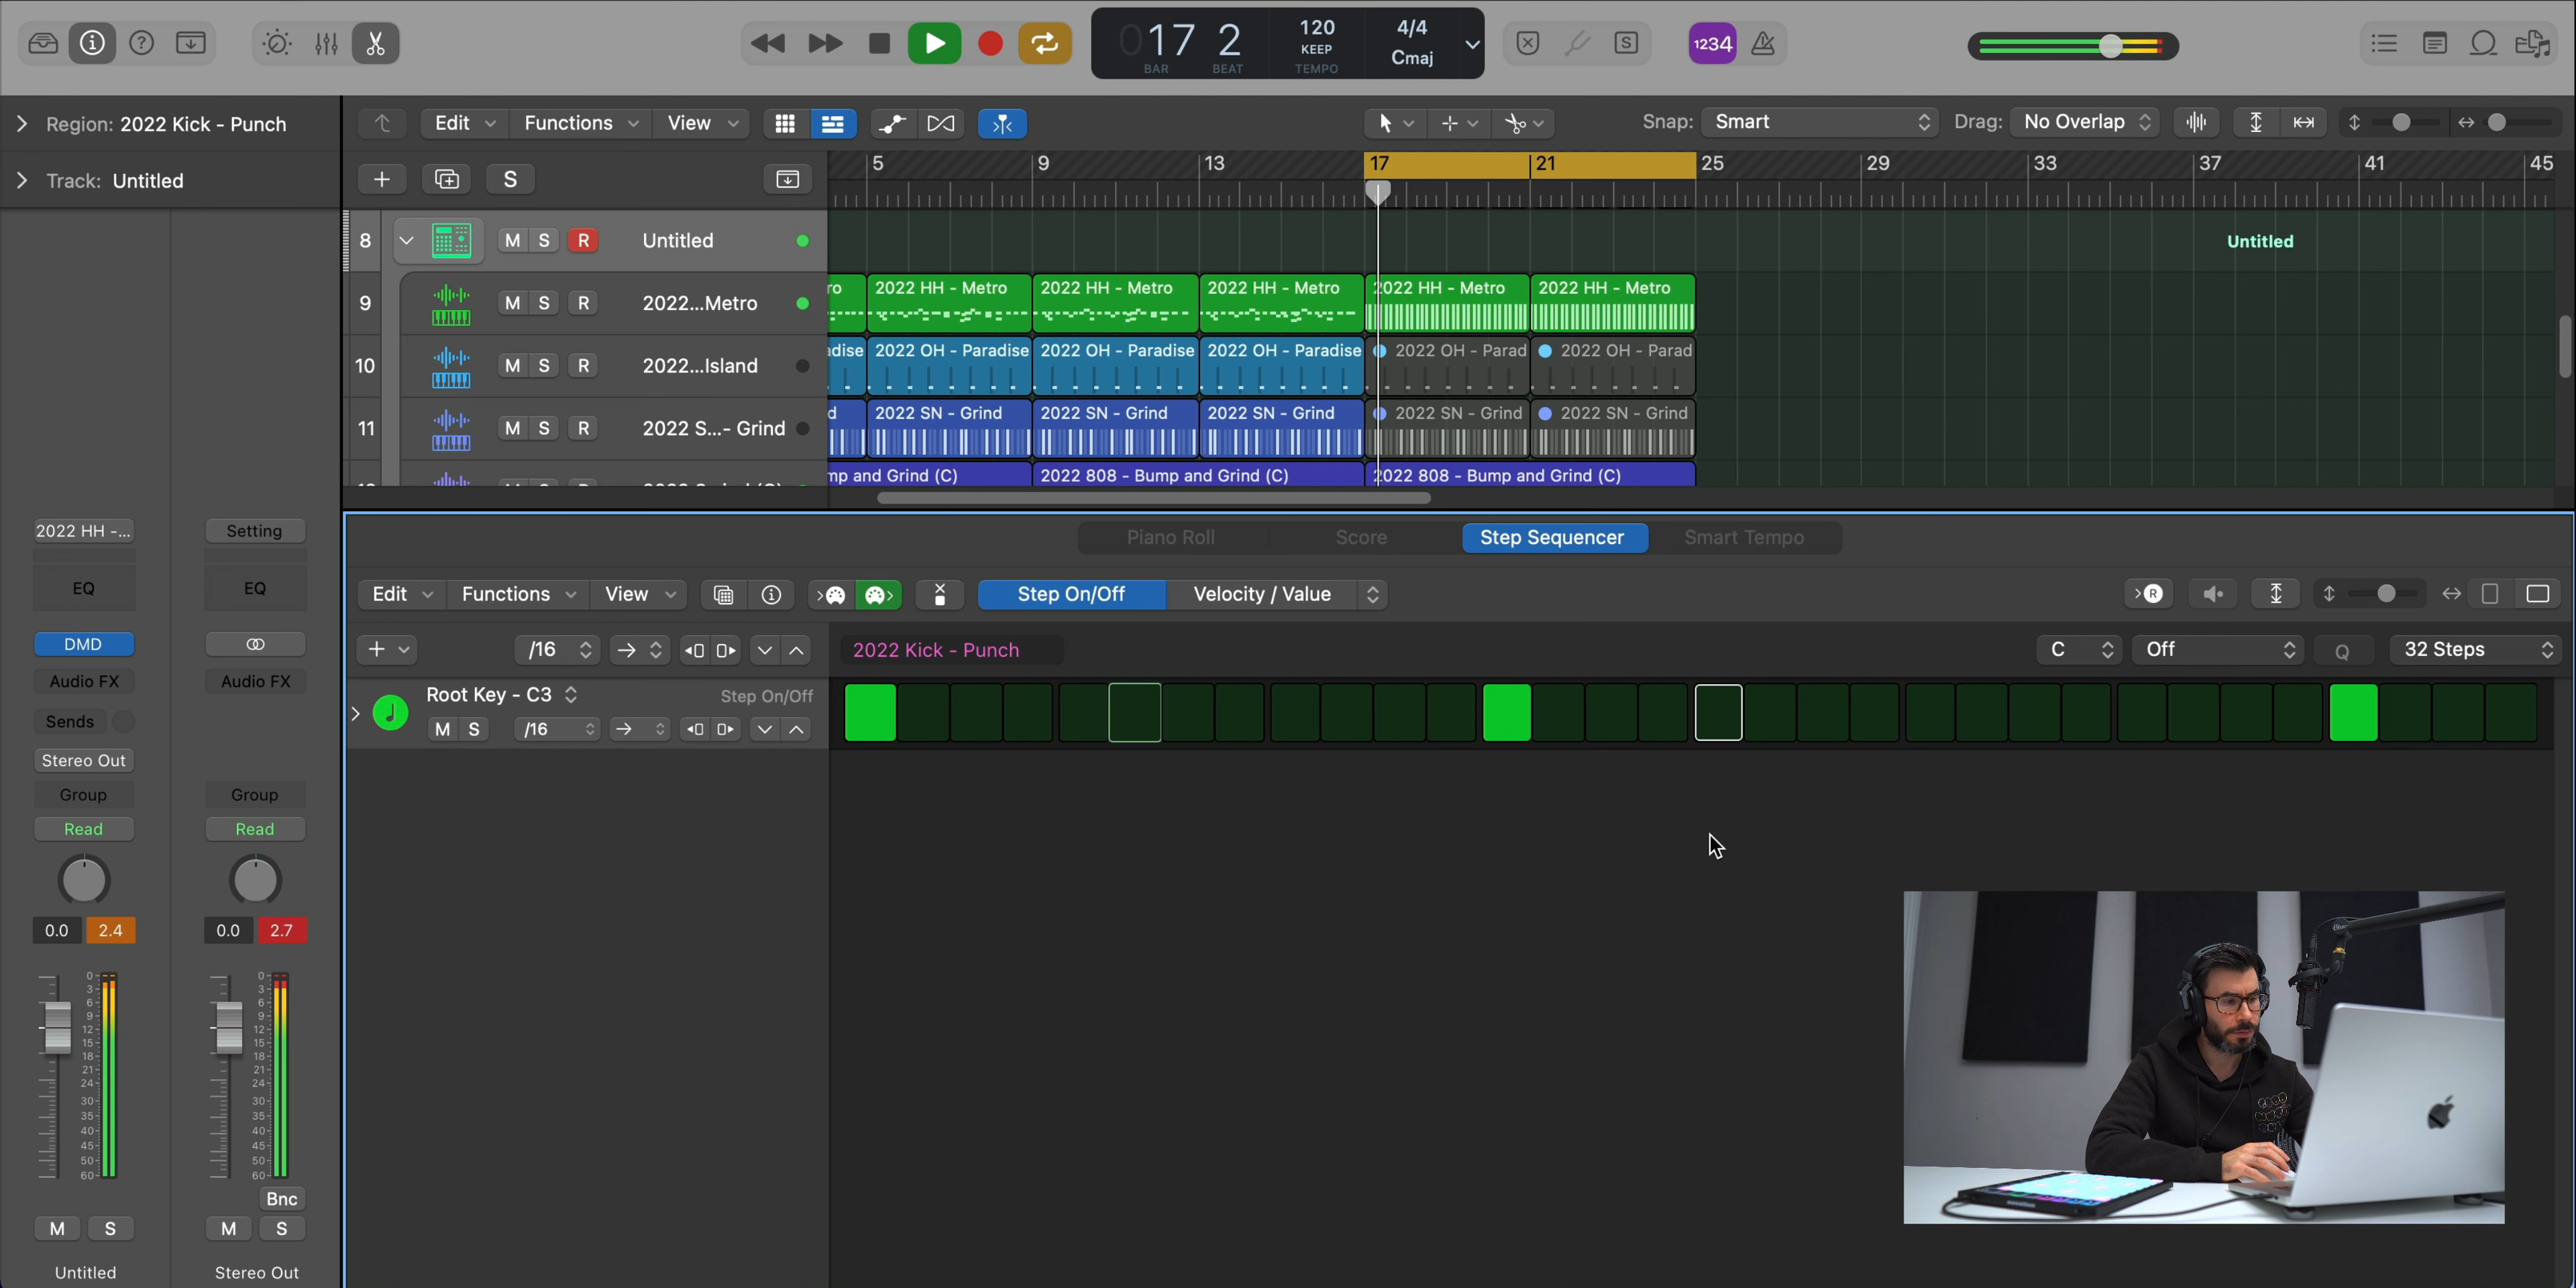 17 2
BAR BEAT
120
KEEP
TEMPO
4/4
Cmaj
S
1234
Region: 2022 Kick - Punch
Edit Functions View
Snap: Smart
Drag: No Overlap
Track: Untitled
S
5 9 13 17 21 25 29 33 37 41 45
8 M S R Untitled
Untitled
9 M S R 2022...Metro
ro 2022 HH - Metro 2022 HH - Metro 2022 HH - Metro 2022 HH - Metro 2022 HH - Metro
10 M S R 2022...Island
adise 2022 OH - Paradise 2022 OH - Paradise 2022 OH - Paradise 2022 OH - Parad 2022 OH - Parad
11 M S R 2022 S...- Grind
d 2022 SN - Grind 2022 SN - Grind 2022 SN - Grind 2022 SN - Grind 2022 SN - Grind
mp and Grind (C) 2022 808 - Bump and Grind (C) 2022 808 - Bump and Grind (C)
Piano Roll Score Step Sequencer Smart Tempo
Edit Functions View Step On/Off Velocity / Value
R
/16 2022 Kick - Punch C Off Q 32 Steps
Root Key - C3 Step On/Off
M S /16
2022 HH -... Setting
EQ EQ
DMD
Audio FX Audio FX
Sends
Stereo Out
Group Group
Read Read
0.0 2.4 0.0 2.7
0 0
3 3
6 6
9 9
12 12
15 15
18 18
21 21
24 24
30 30
35 35
40 40
45 45
50 50
60 60
Bnc
M S M S
Untitled Stereo Out